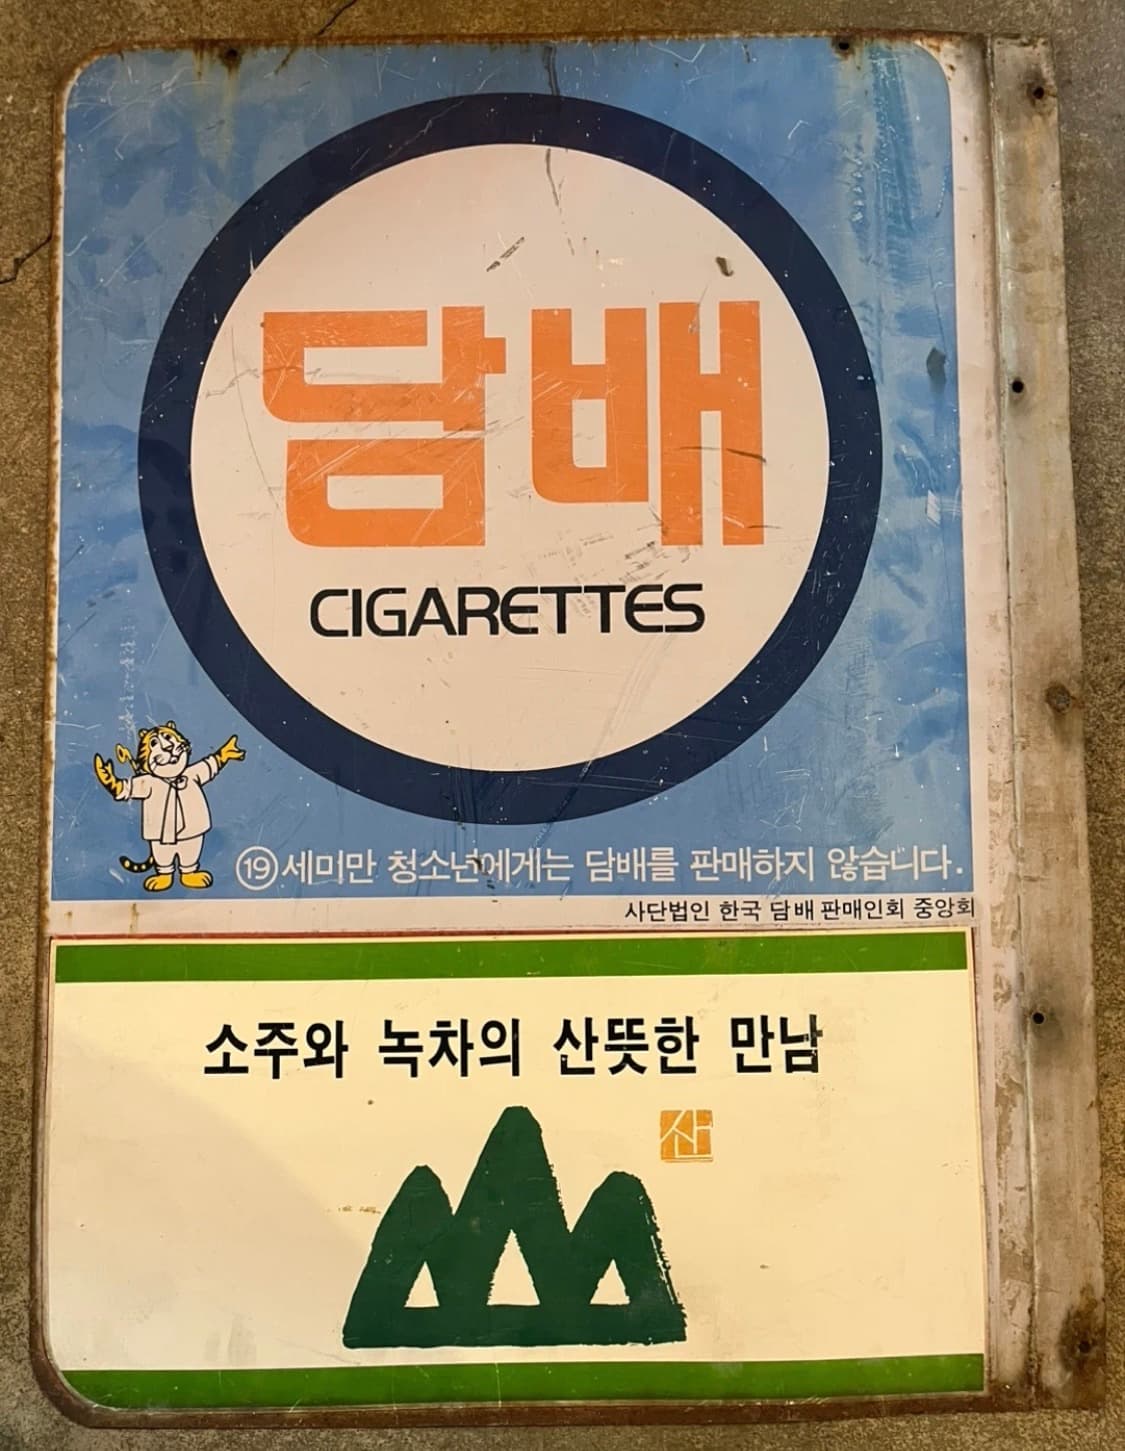 담배
CIGARETTES
⑲세미만 청소년에게는 담배를 판매하지 않습니다.
사단법인 한국 담배 판매인회 중앙회
소주와 녹차의 산뜻한 만남
산